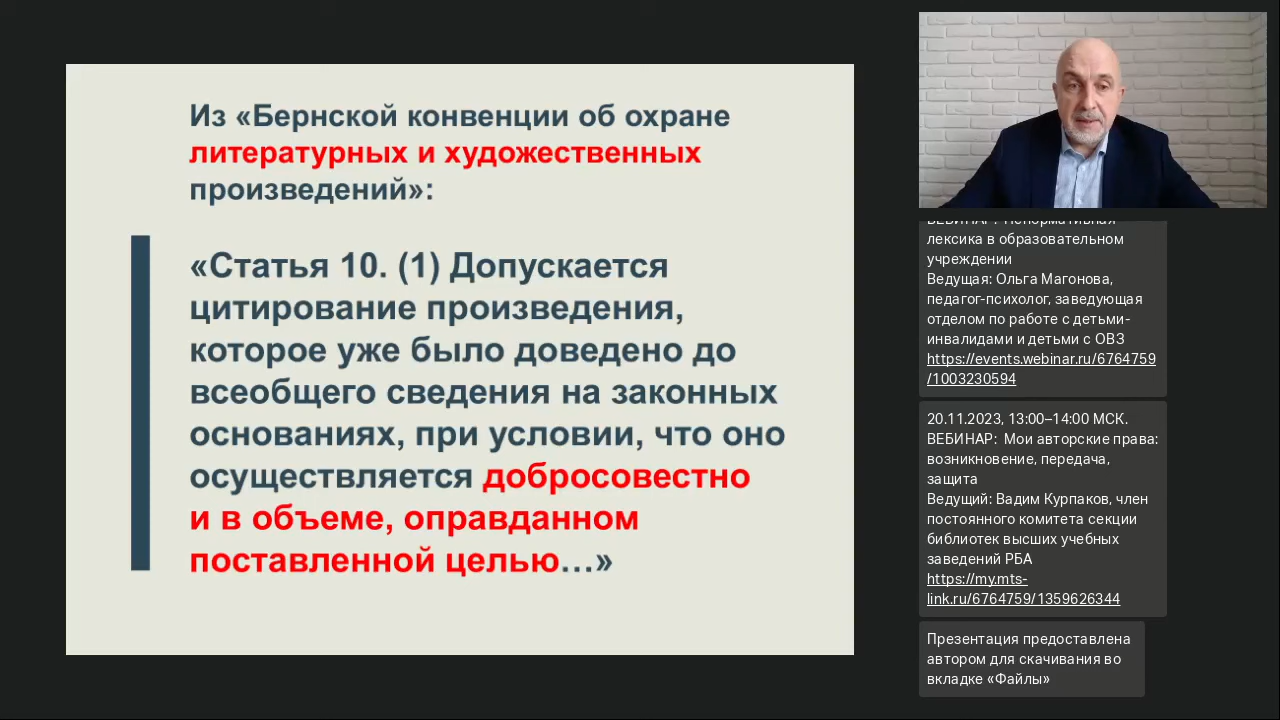 Из «Бернской конвенции об охране
литературных и художественных
произведений»:
«Статья 10. (1) Допускается
цитирование произведения,
которое уже было доведено до
всеобщего сведения на законных
основаниях, при условии, что оно
осуществляется добросовестно
и в объеме, оправданном
поставленной целью…»
ВЕБИНАР: Ненормативная
лексика в образовательном
учреждении
Ведущая: Ольга Магонова,
педагог-психолог, заведующая
отделом по работе с детьми-
инвалидами и детьми с ОВЗ
https://events.webinar.ru/6764759
/1003230594
20.11.2023, 13:00–14:00 МСК.
ВЕБИНАР: Мои авторские права:
возникновение, передача,
защита
Ведущий: Вадим Курпаков, член
постоянного комитета секции
библиотек высших учебных
заведений РБА
https://my.mts-
link.ru/6764759/1359626344
Презентация предоставлена
автором для скачивания во
вкладке «Файлы»